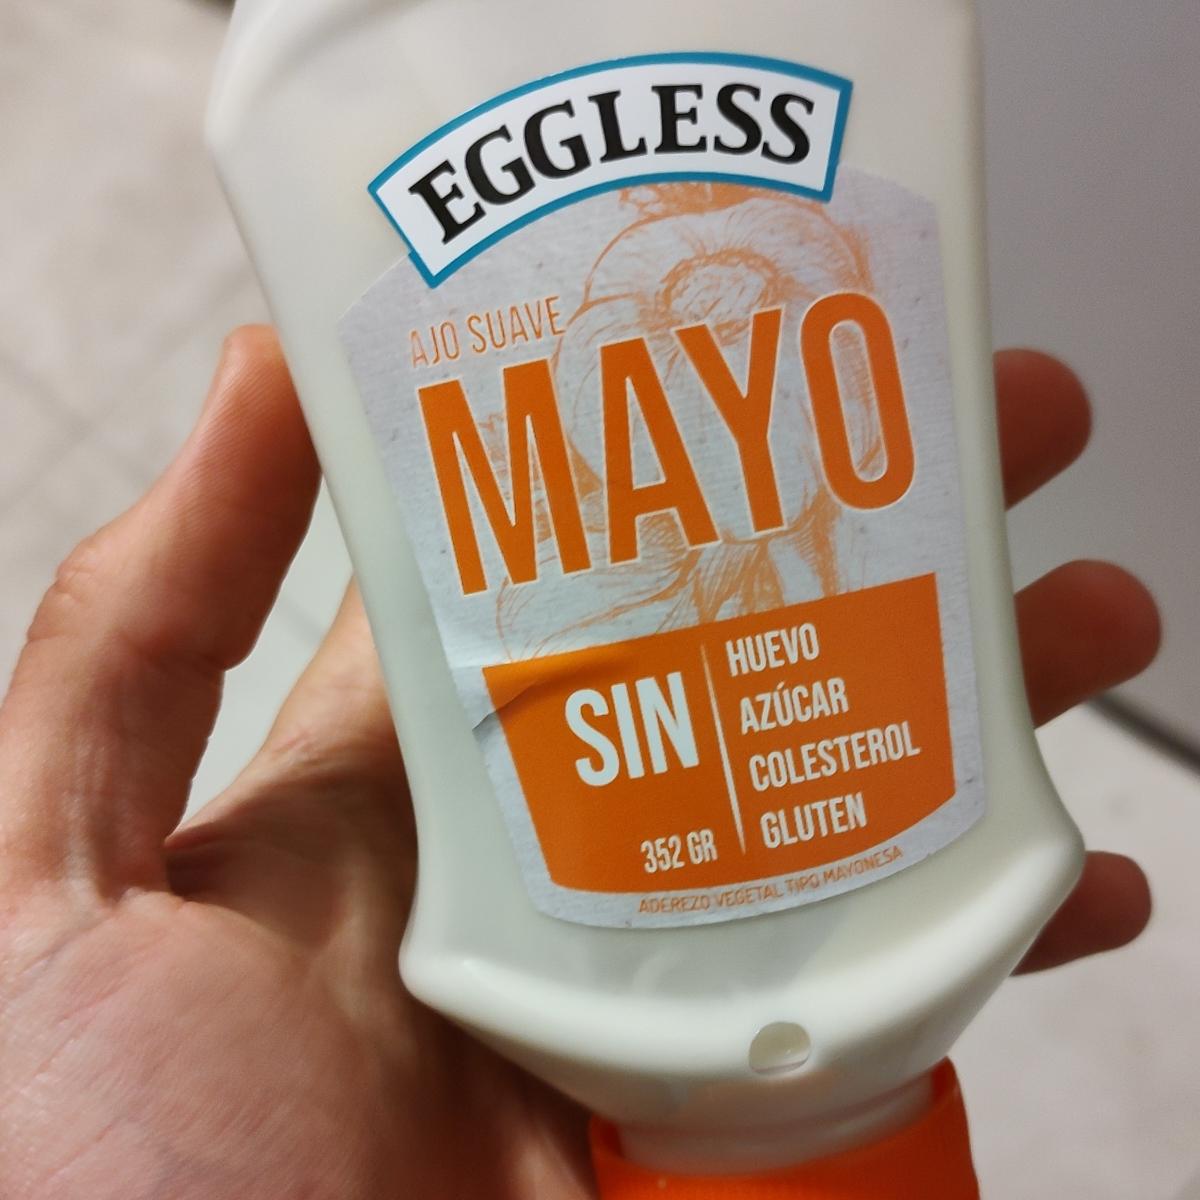 EGGLESS
AJO SUAVE
MAYO
SIN
HUEVO
AZÚCAR
COLESTEROL
GLUTEN
352 GR
ADEREZO VEGETAL TIPO MAYONESA